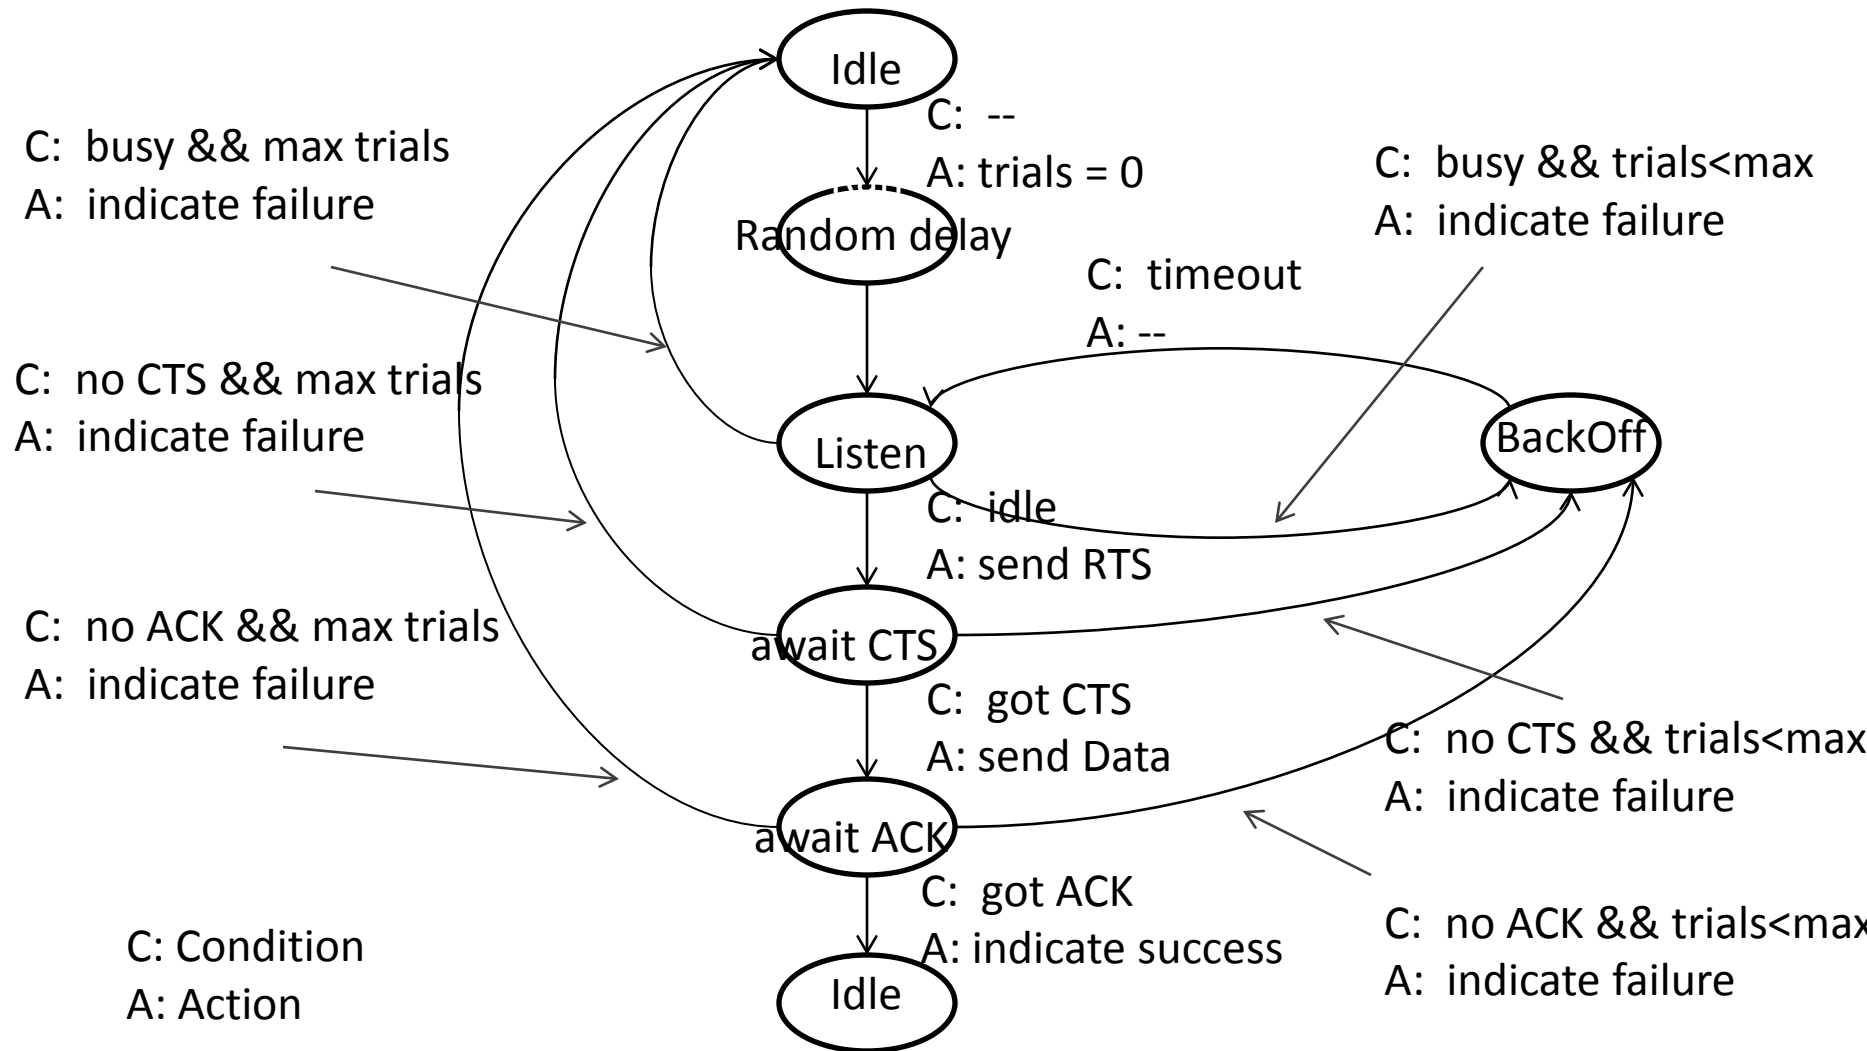 Idle
C: --
A: trials = 0
C: busy && max trials
A: indicate failure
C: busy && trials<max
A: indicate failure
Random delay
C: timeout
A: --
C: no CTS && max trials
A: indicate failure
Listen
BackOff
C: idle
A: send RTS
C: no ACK && max trials
A: indicate failure
await CTS
C: got CTS
A: send Data
C: no CTS && trials<max
A: indicate failure
await ACK
C: got ACK
A: indicate success
C: no ACK && trials<max
A: indicate failure
C: Condition
A: Action
Idle